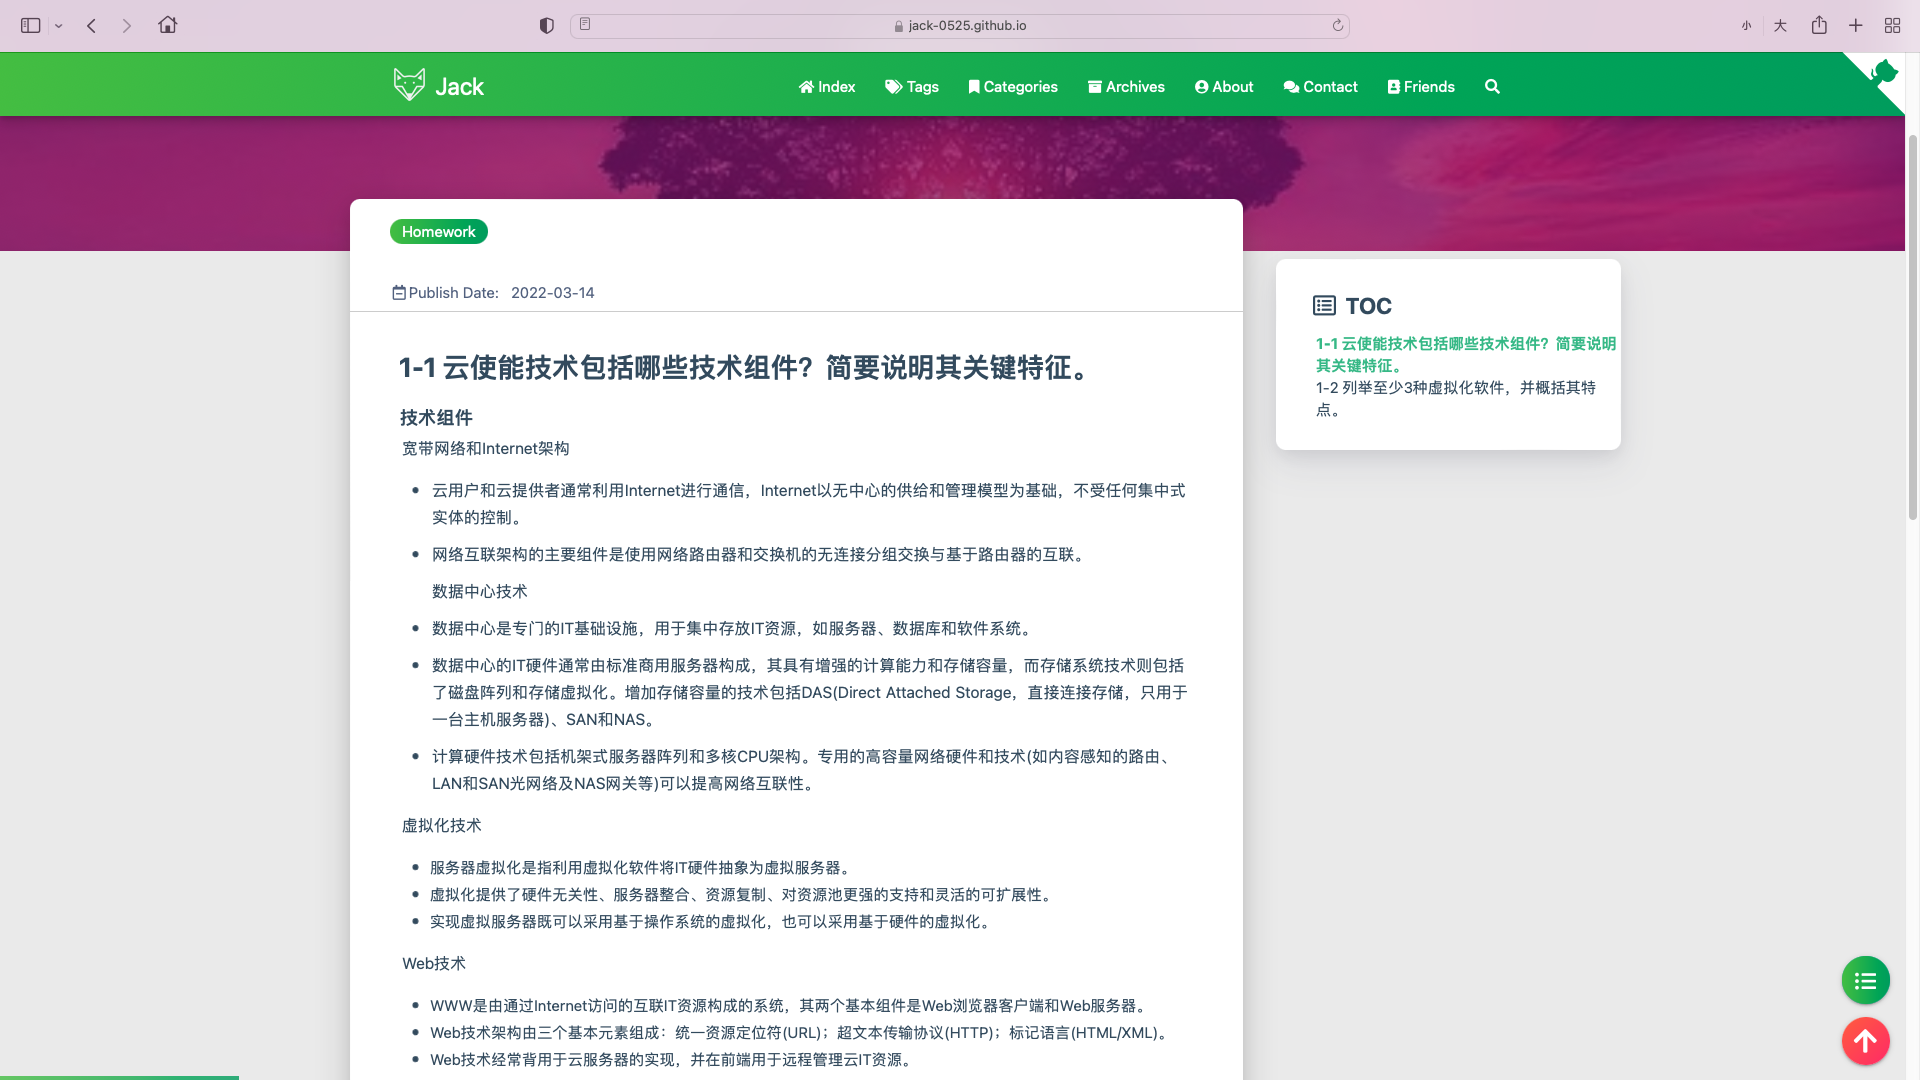 小
大
jack-0525.github.io
Jack
Index
Tags
Categories
Archives
About
Contact
Friends
Homework
Publish Date: 2022-03-14
1-1 云使能技术包括哪些技术组件？简要说明其关键特征。
技术组件
宽带网络和Internet架构
云用户和云提供者通常利用Internet进行通信，Internet以无中心的供给和管理模型为基础，不受任何集中式
实体的控制。
网络互联架构的主要组件是使用网络路由器和交换机的无连接分组交换与基于路由器的互联。
数据中心技术
数据中心是专门的IT基础设施，用于集中存放IT资源，如服务器、数据库和软件系统。
数据中心的IT硬件通常由标准商用服务器构成，其具有增强的计算能力和存储容量，而存储系统技术则包括
了磁盘阵列和存储虚拟化。增加存储容量的技术包括DAS(Direct Attached Storage，直接连接存储，只用于
一台主机服务器)、SAN和NAS。
计算硬件技术包括机架式服务器阵列和多核CPU架构。专用的高容量网络硬件和技术(如内容感知的路由、
LAN和SAN光网络及NAS网关等)可以提高网络互联性。
虚拟化技术
服务器虚拟化是指利用虚拟化软件将IT硬件抽象为虚拟服务器。
虚拟化提供了硬件无关性、服务器整合、资源复制、对资源池更强的支持和灵活的可扩展性。
实现虚拟服务器既可以采用基于操作系统的虚拟化，也可以采用基于硬件的虚拟化。
Web技术
WWW是由通过Internet访问的互联IT资源构成的系统，其两个基本组件是Web浏览器客户端和Web服务器。
Web技术架构由三个基本元素组成：统一资源定位符(URL)；超文本传输协议(HTTP)；标记语言(HTML/XML)。
Web技术经常背用于云服务器的实现，并在前端用于远程管理云IT资源。
TOC
1-1 云使能技术包括哪些技术组件？简要说明
其关键特征。
1-2 列举至少3种虚拟化软件，并概括其特
点。